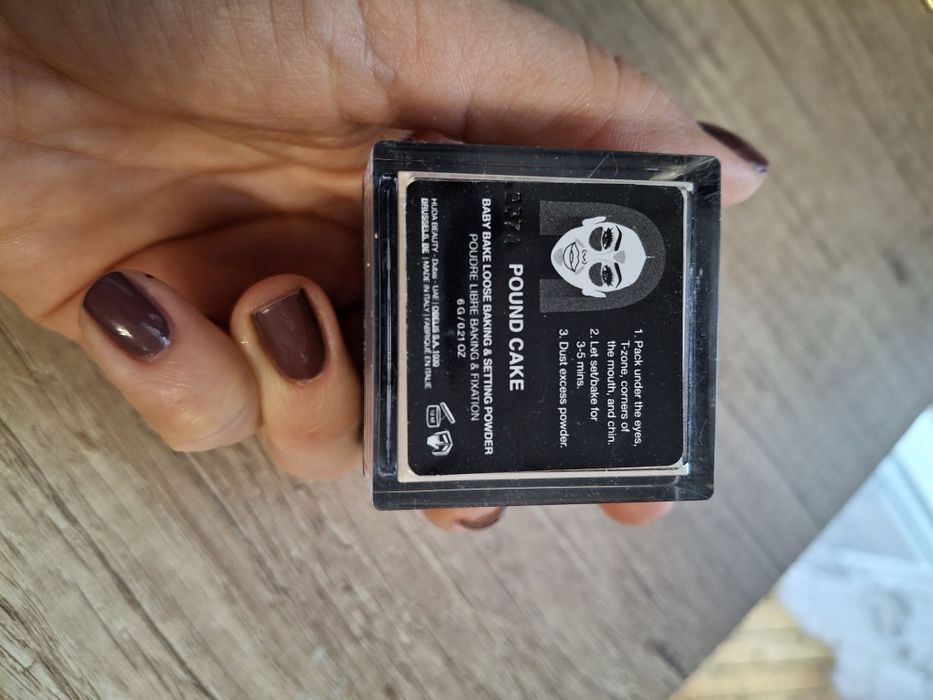 1. Pack under the eyes,
T-zone, corners of
the mouth, and chin.
2. Let set/bake for
3-5 mins.
3. Dust excess powder.
POUND CAKE
BABY BAKE LOOSE BAKING & SETTING POWDER
POUDRE LIBRE BAKING & FIXATION
6 G / 0.21 OZ
HUDA BEAUTY - Dubai - UAE | OBELIS S.A. 1030
BRUSSELS, BE | MADE IN ITALY | FABRIQUÉ EN ITALIE